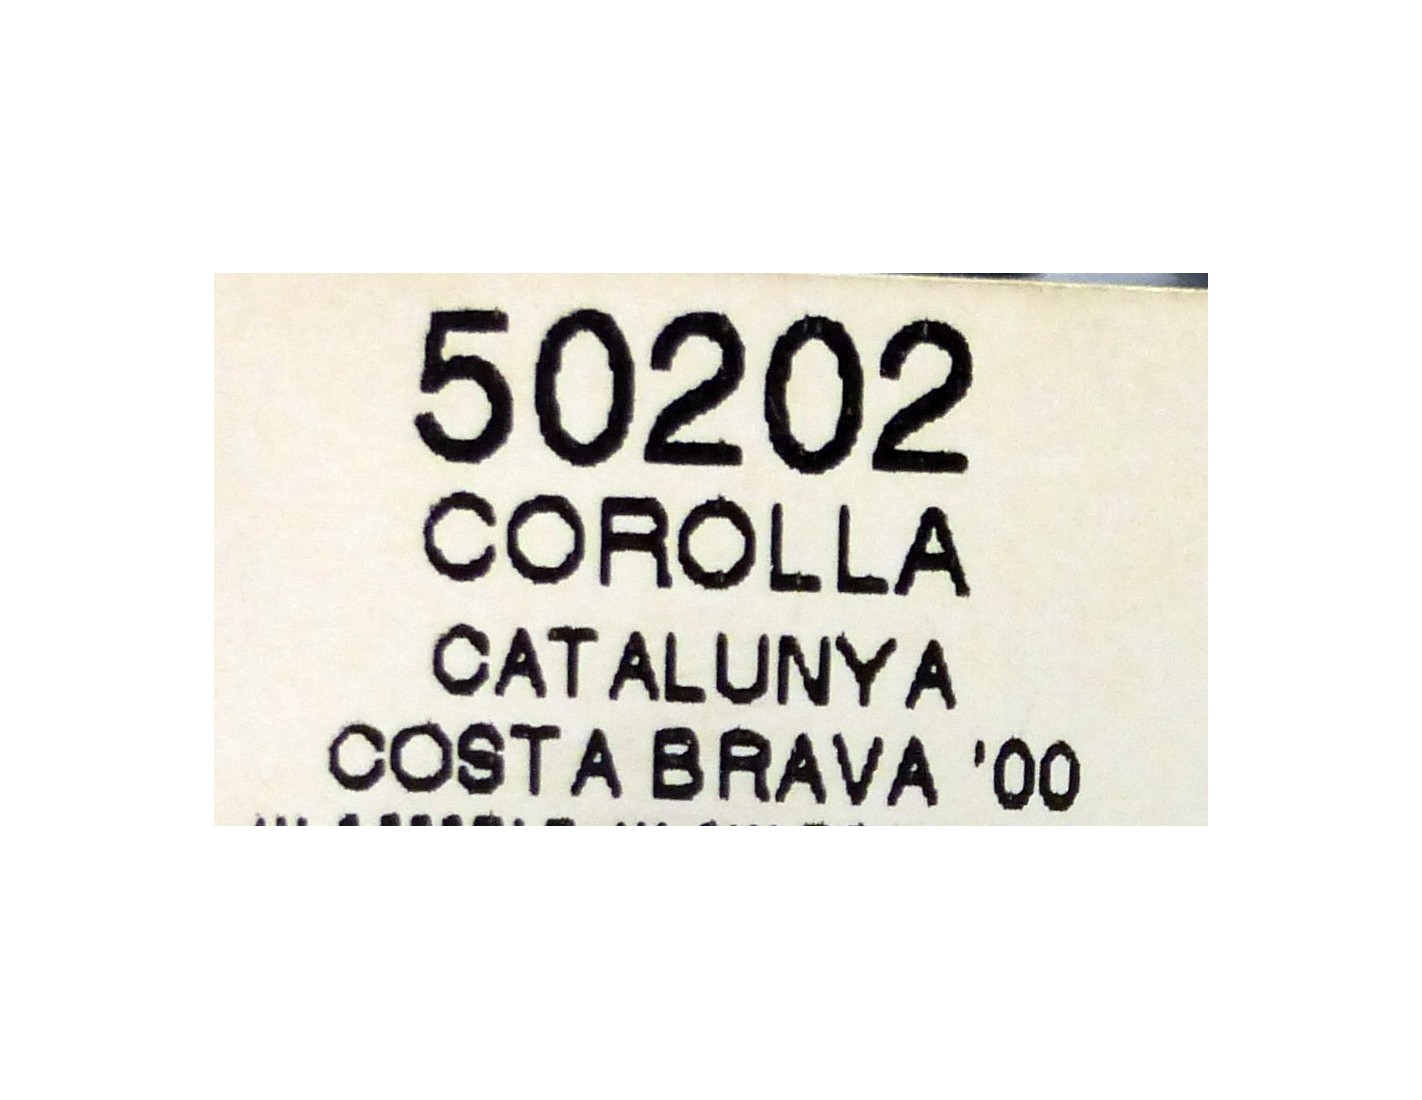 50202
COROLLA
CATALUNYA
COSTA BRAVA '00